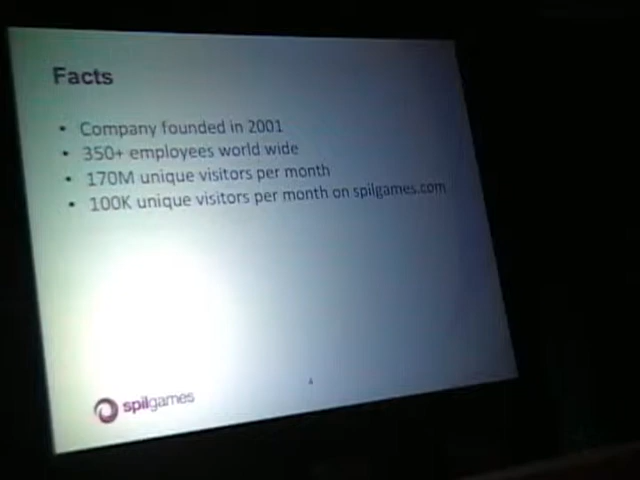 Facts
• Company founded in 2001
• 350+ employees world wide
• 170M unique visitors per month
• 100K unique visitors per month on spilgames.com
spilgames
4